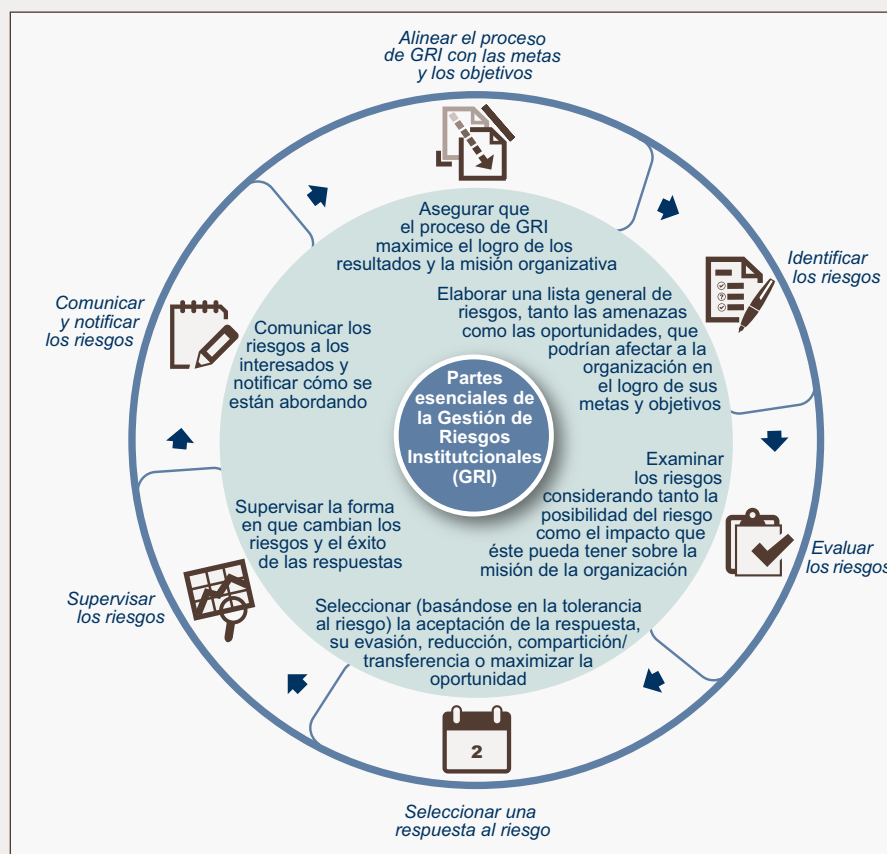 Alinear el proceso
de GRI con las metas
y los objetivos
Asegurar que
el proceso de GRI
maximice el logro de los
resultados y la misión organizativa
Identificar
los riesgos
Elaborar una lista general de
riesgos, tanto las amenazas
como las oportunidades, que
podrían afectar a la
organización en
el logro de sus
metas y objetivos
Evaluar
los riesgos
Examinar
los riesgos
considerando tanto la
posibilidad del riesgo
como el impacto que
éste pueda tener sobre la
misión de la organización
Seleccionar una
respuesta al riesgo
Seleccionar (basándose en la tolerancia
al riesgo) la aceptación de la respuesta,
su evasión, reducción, compartición/
transferencia o maximizar la
oportunidad
2
Supervisar
los riesgos
Supervisar la forma
en que cambian los
riesgos y el éxito
de las respuestas
Comunicar
y notificar
los riesgos
Comunicar los
riesgos a los
interesados y
notificar cómo se
están abordando
Partes
esenciales de
la Gestión de
Riesgos
Institutcionales
(GRI)